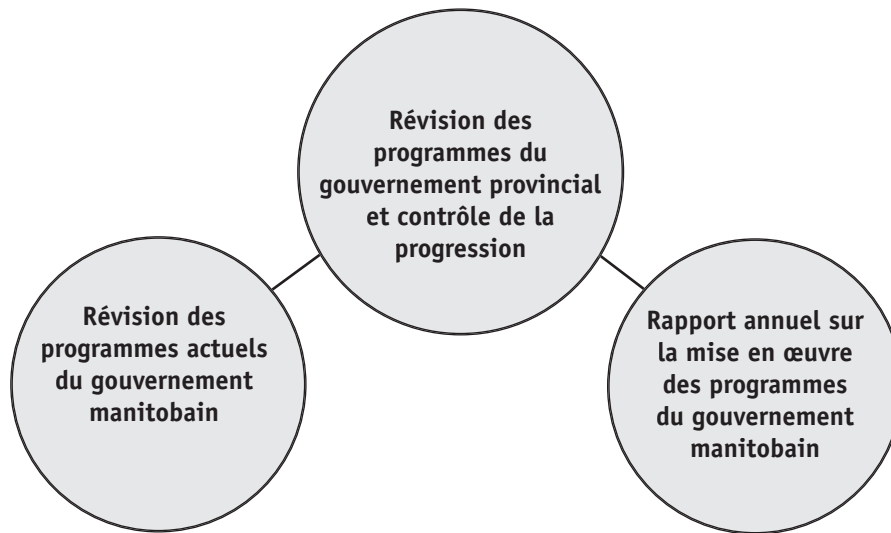 Révision des
programmes du
gouvernement provincial
et contrôle de la
progression
Révision des
programmes actuels
du gouvernement
manitobain
Rapport annuel sur
la mise en œuvre
des programmes
du gouvernement
manitobain